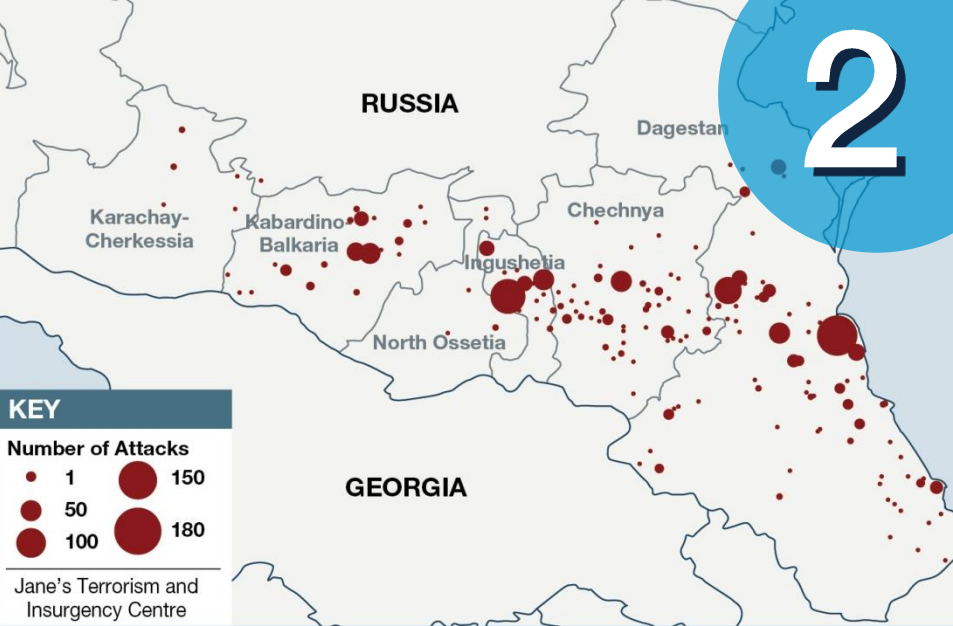 2
RUSSIA
Dagestan
Karachay-
Cherkessia
Kabardino-
Balkaria
Chechnya
Ingushetia
North Ossetia
GEORGIA
KEY
Number of Attacks
1
50
100
150
180
Jane's Terrorism and
Insurgency Centre